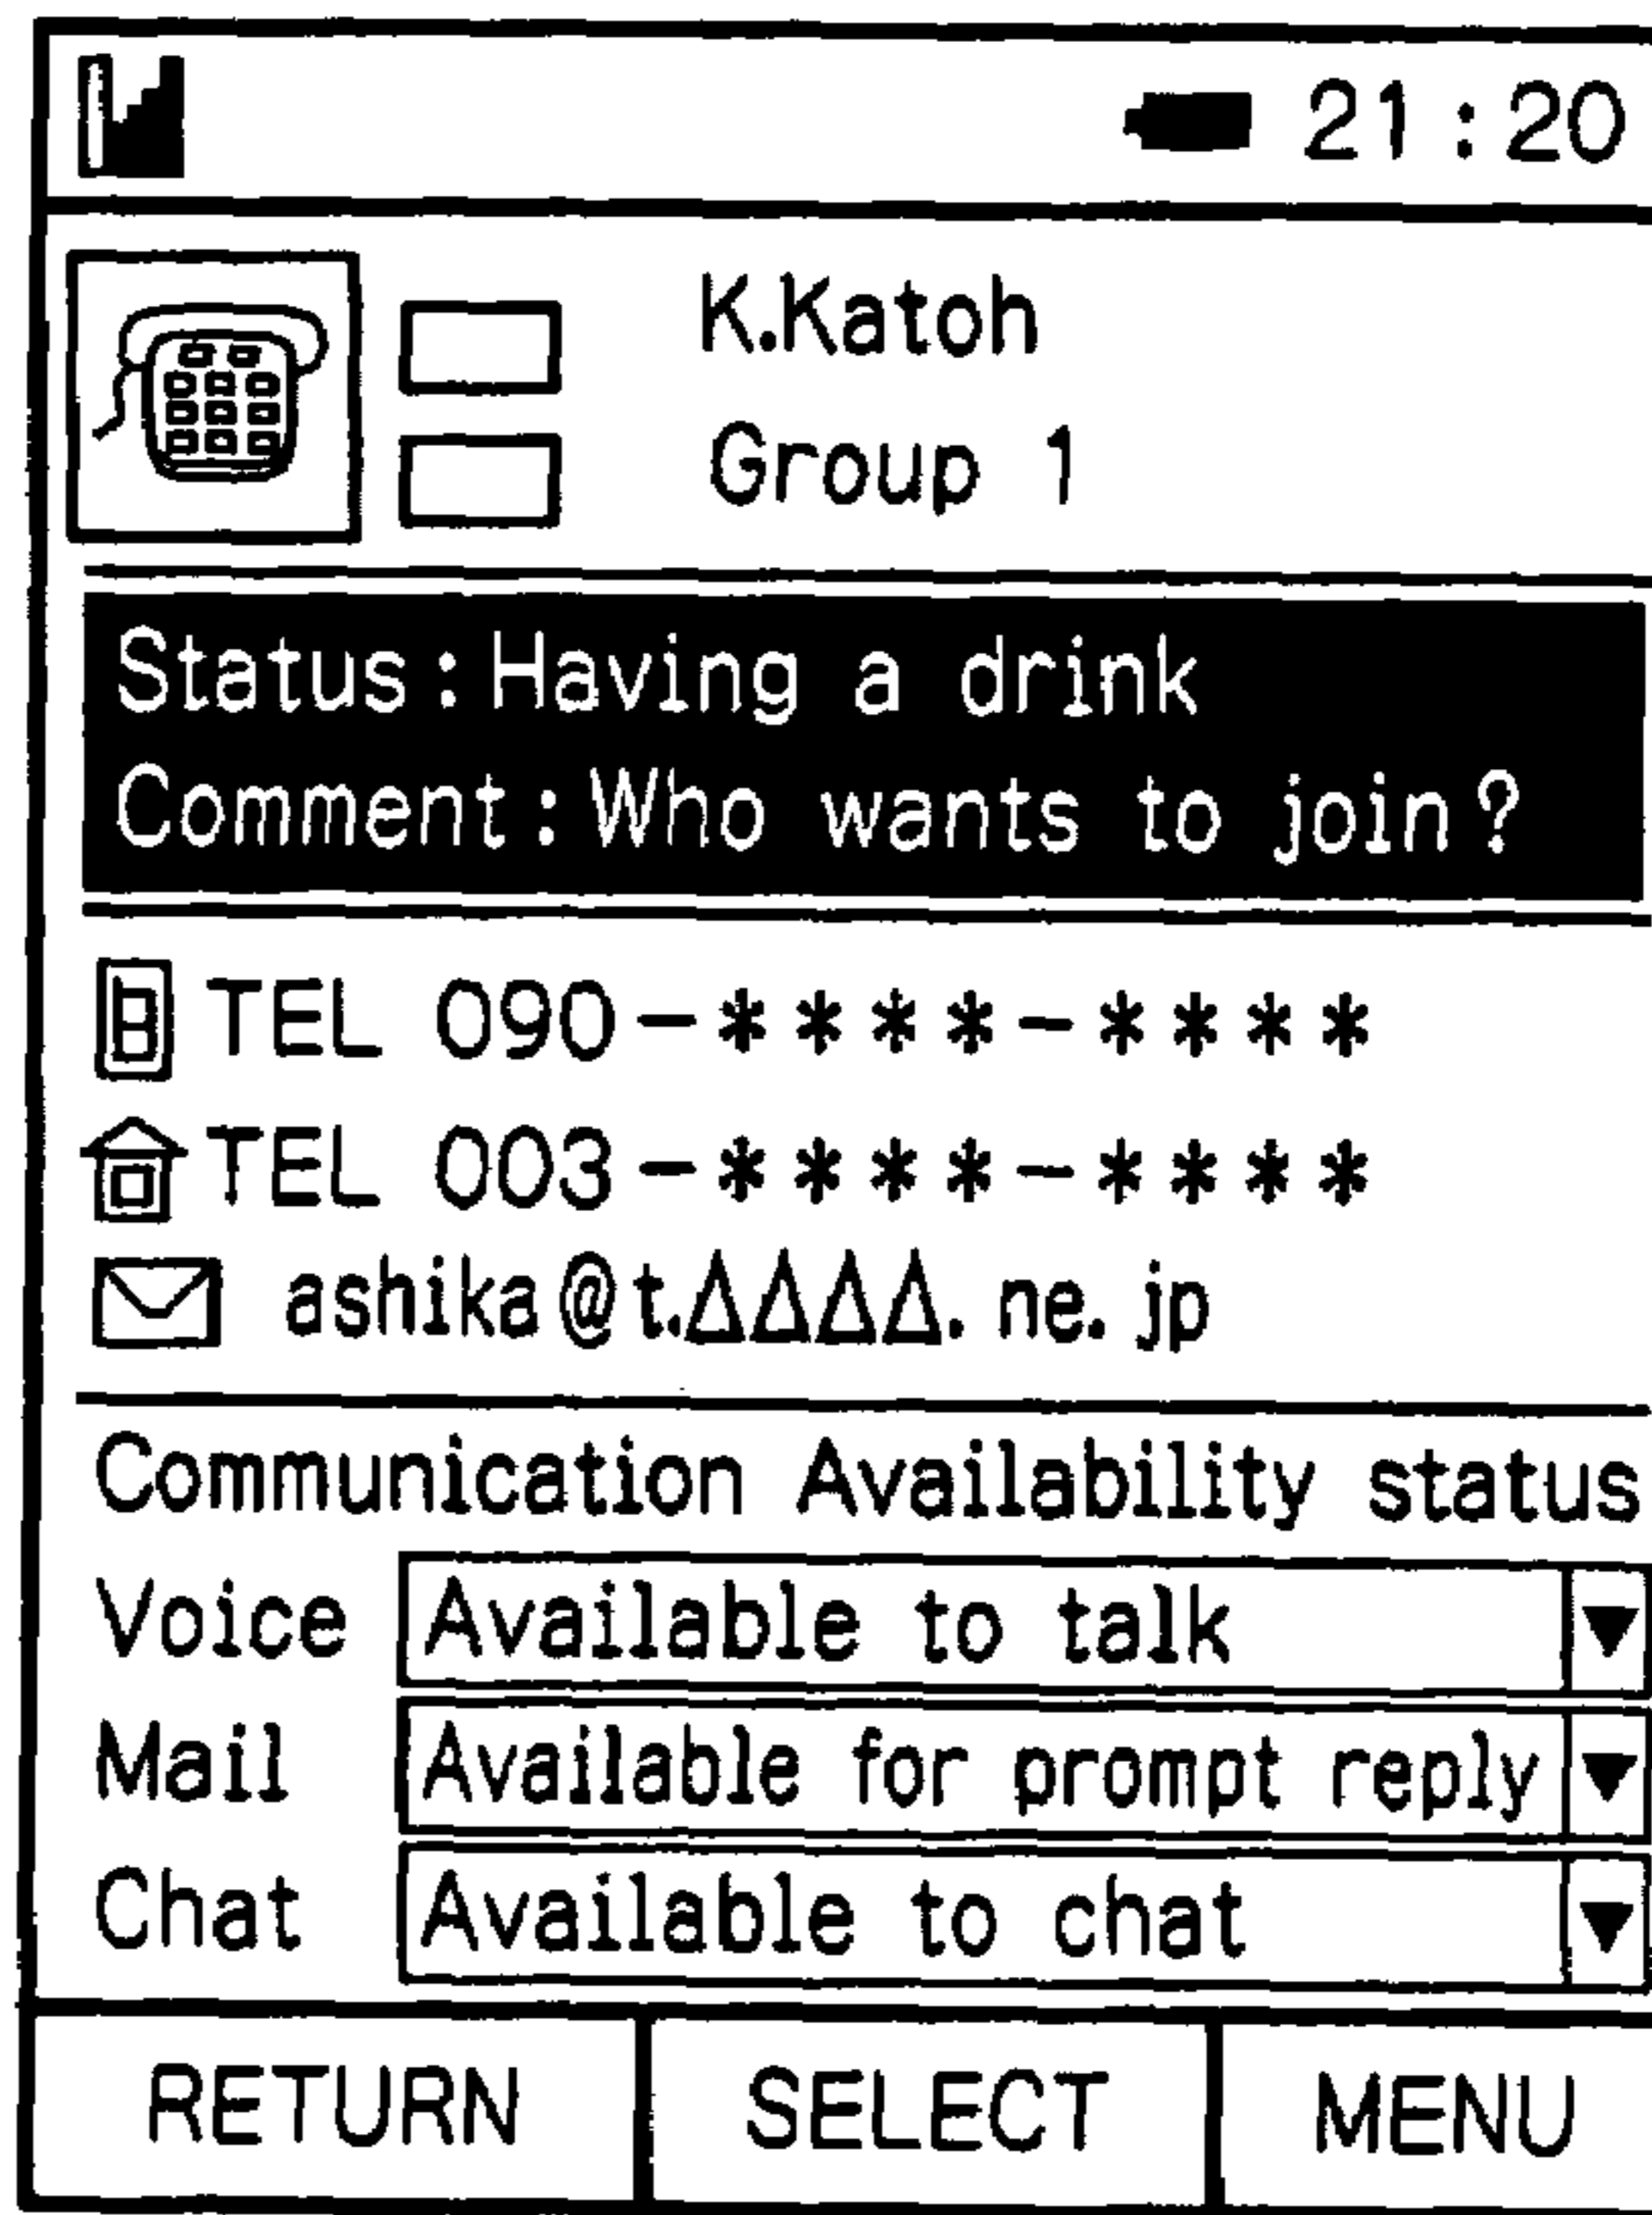 21:20
K.Katoh
Group 1
Status:Having a drink
Comment:Who wants to join?
TEL 090-****-****
TEL 003-****-****
ashika@t.ΔΔΔΔ.ne.jp
Communication Availability status
Voice Available to talk ▼
Mail Available for prompt reply ▼
Chat Available to chat ▼
RETURN SELECT MENU